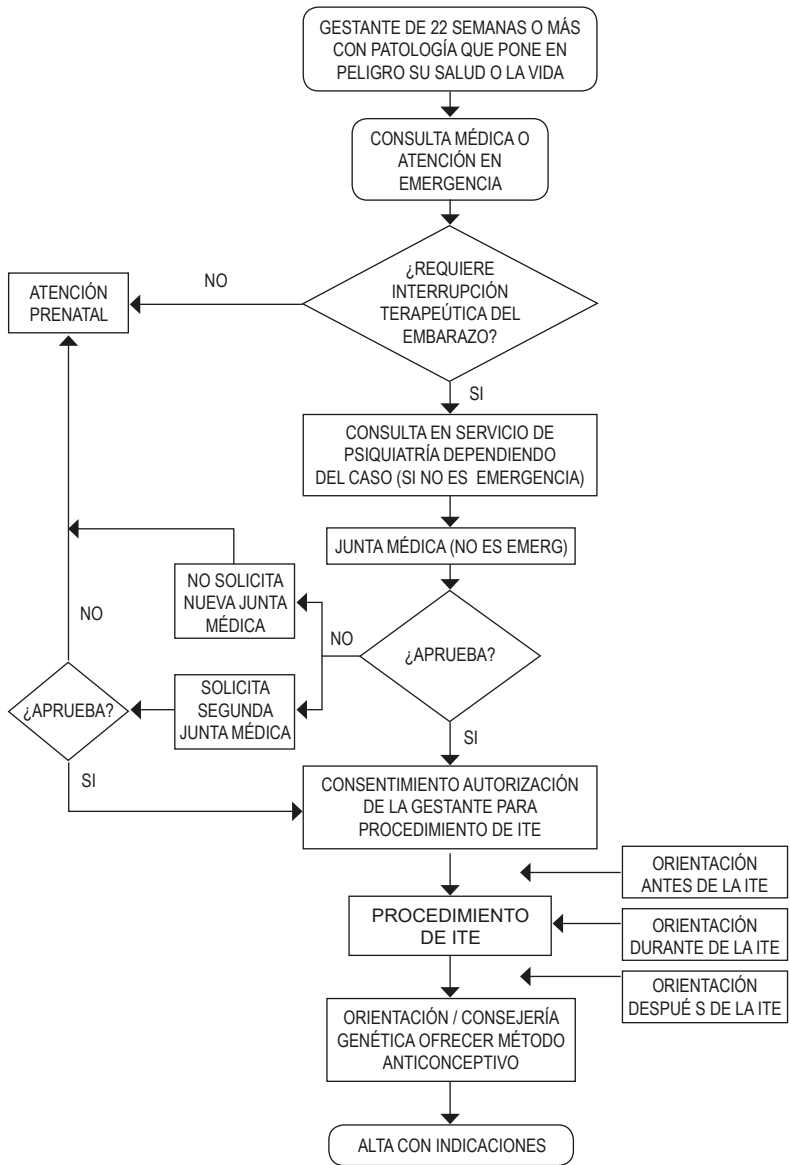 GESTANTE DE 22 SEMANAS O MÁS
CON PATOLOGÍA QUE PONE EN
PELIGRO SU SALUD O LA VIDA
CONSULTA MÉDICA O
ATENCIÓN EN
EMERGENCIA
¿REQUIERE
INTERRUPCIÓN
TERAPEÚTICA DEL
EMBARAZO?
NO
ATENCIÓN
PRENATAL
SI
CONSULTA EN SERVICIO DE
PSIQUIATRÍA DEPENDIENDO
DEL CASO (SI NO ES EMERGENCIA)
JUNTA MÉDICA (NO ES EMERG)
¿APRUEBA?
NO
NO SOLICITA
NUEVA JUNTA
MÉDICA
SOLICITA
SEGUNDA
JUNTA MÉDICA
¿APRUEBA?
NO
SI
SI
CONSENTIMIENTO AUTORIZACIÓN
DE LA GESTANTE PARA
PROCEDIMIENTO DE ITE
ORIENTACIÓN
ANTES DE LA ITE
PROCEDIMIENTO
DE ITE
ORIENTACIÓN
DURANTE DE LA ITE
ORIENTACIÓN
DESPUÉ S DE LA ITE
ORIENTACIÓN / CONSEJERÍA
GENÉTICA OFRECER MÉTODO
ANTICONCEPTIVO
ALTA CON INDICACIONES